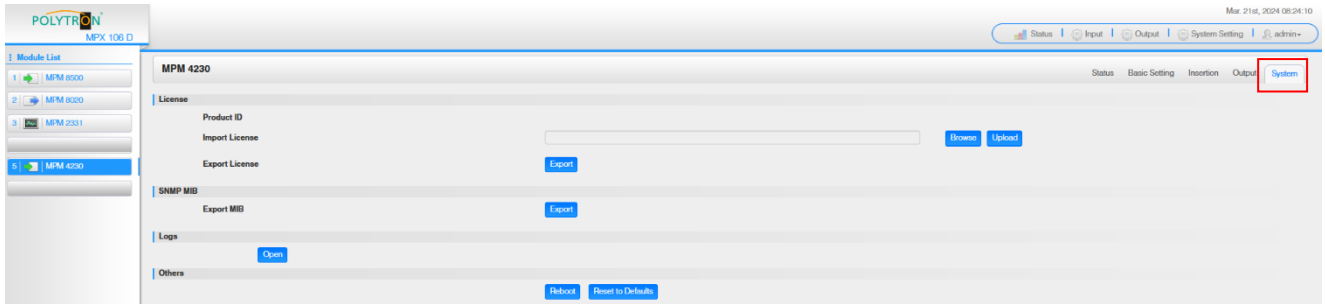 Mar. 21st, 2024 08:24:10
POLYTRON
MPX 106 D
Status Input Output System Setting admin
Module List
1 MPM 8500
2 MPM 8020
3 MPM 2331
5 MPM 4230
MPM 4230
Status Basic Setting Insertion Output System
License
Product ID
Import License Browse Upload
Export License Export
SNMP MIB
Export MIB Export
Logs
Open
Others
Reboot Reset to Defaults